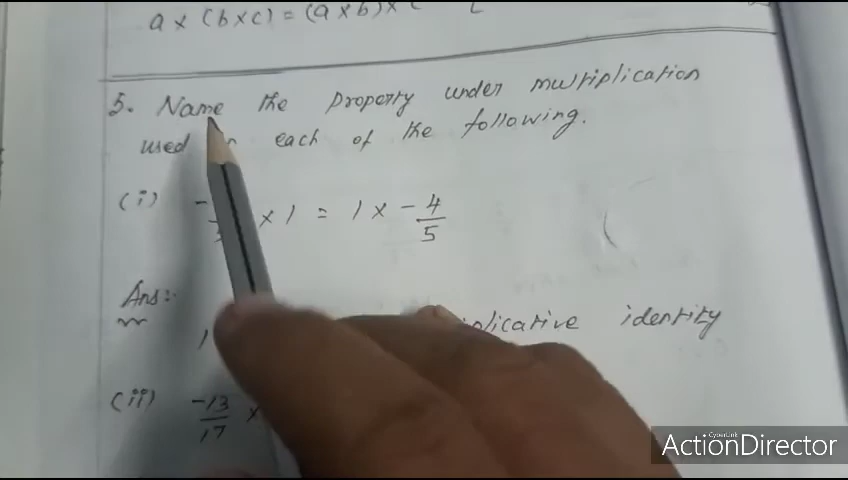 a × (b×c) = (a×b)×c
5. Name the property under multiplication
used each of the following.
(i) × 1 = 1 × -4/5
Ans:-
identity
(ii) -13/17 ×
CyberLink
ActionDirector